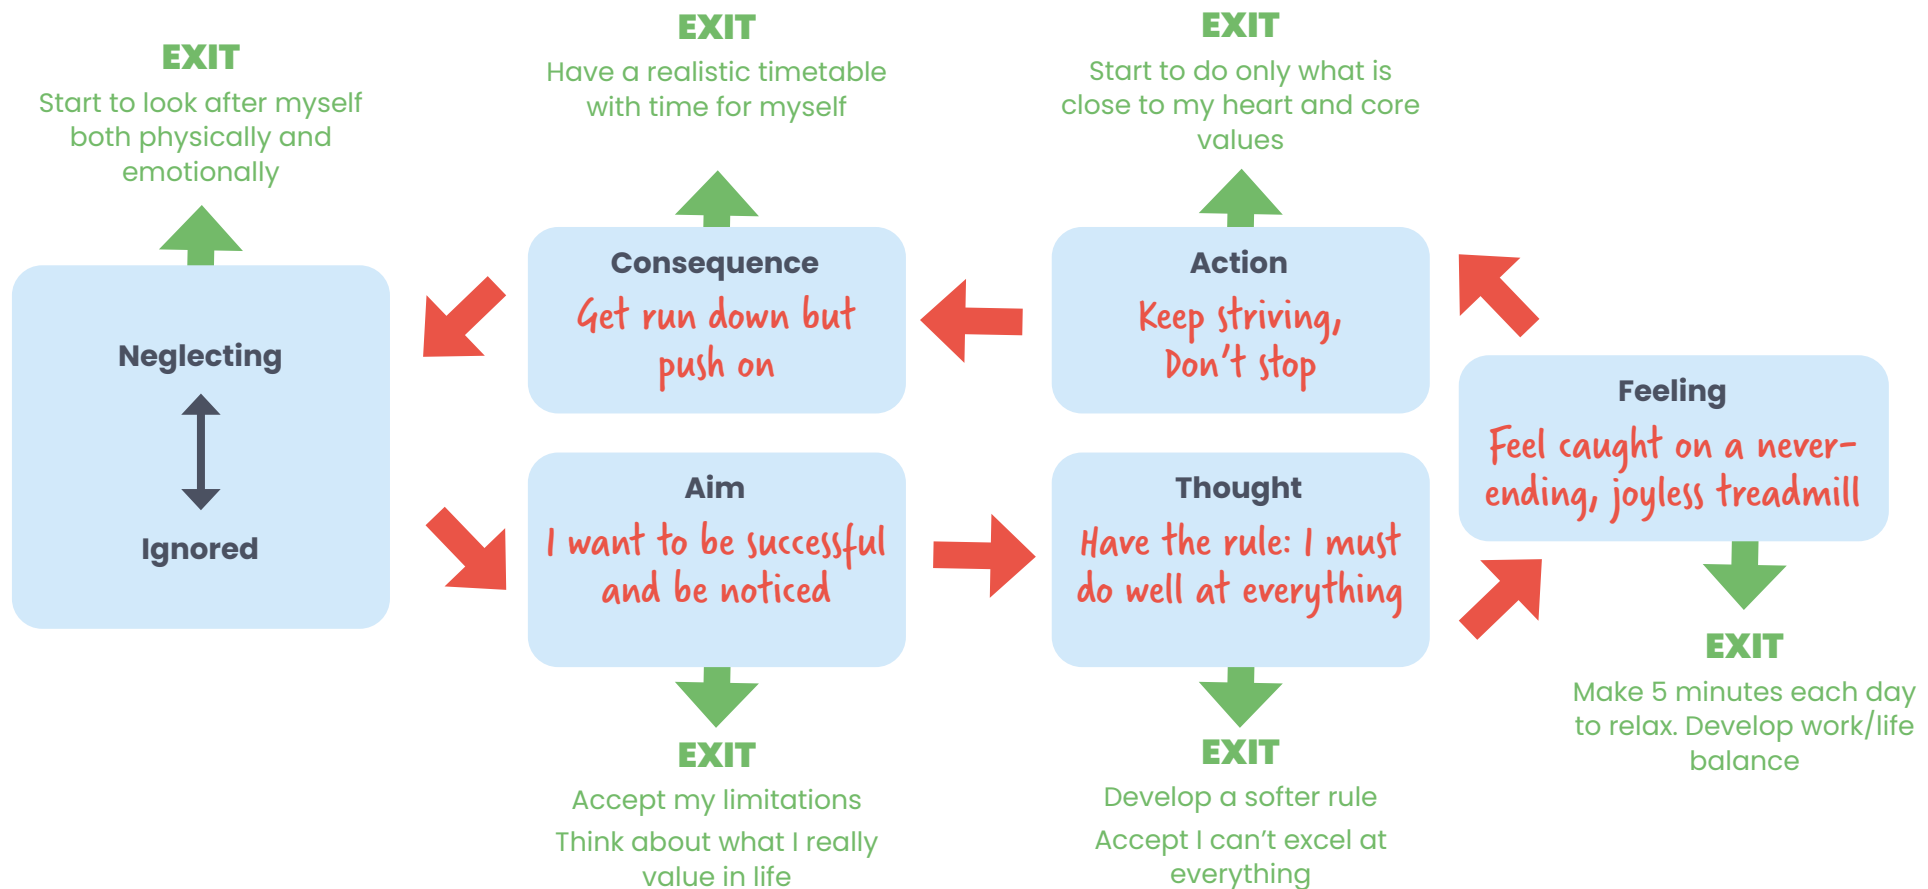 EXIT
Start to look after myself
both physically and
emotionally
EXIT
Have a realistic timetable
with time for myself
EXIT
Start to do only what is
close to my heart and core
values
Neglecting
Ignored
Consequence
Get run down but
push on
Action
Keep striving,
Don't stop
Feeling
Feel caught on a never-
ending, joyless treadmill
Aim
I want to be successful
and be noticed
Thought
Have the rule: I must
do well at everything
EXIT
Accept my limitations
Think about what I really
value in life
EXIT
Develop a softer rule
Accept I can't excel at
everything
EXIT
Make 5 minutes each day
to relax. Develop work/life
balance